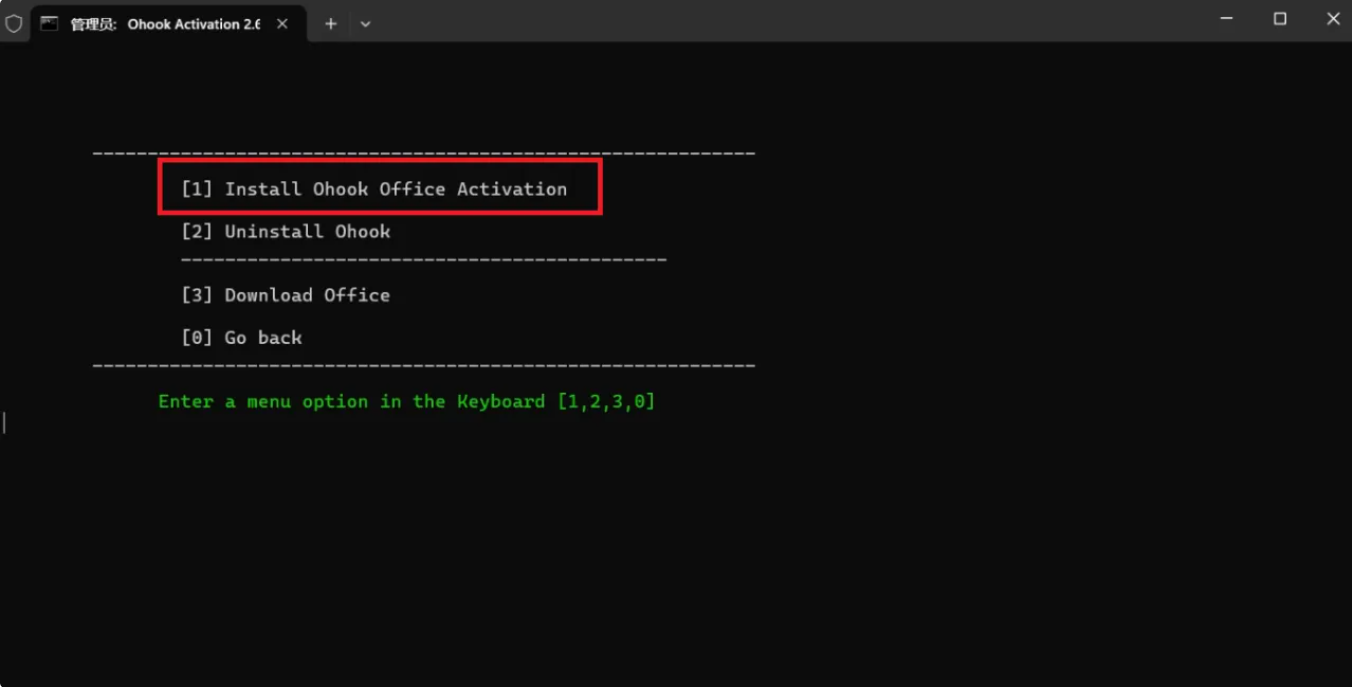 管理员: Ohook Activation 2.6
[1] Install Ohook Office Activation
[2] Uninstall Ohook
[3] Download Office
[0] Go back
Enter a menu option in the Keyboard [1,2,3,0]